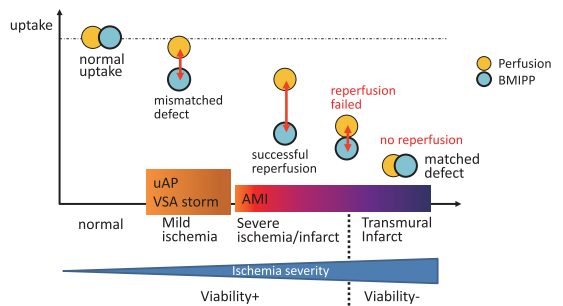 uptake
normal
uptake
mismatched
defect
successful
reperfusion
reperfusion
failed
no reperfusion
matched
defect
Perfusion
BMIPP
uAP
VSA storm
AMI
normal
Mild
ischemia
Severe
ischemia/infarct
Transmural
Infarct
Ischemia severity
Viability+
Viability-